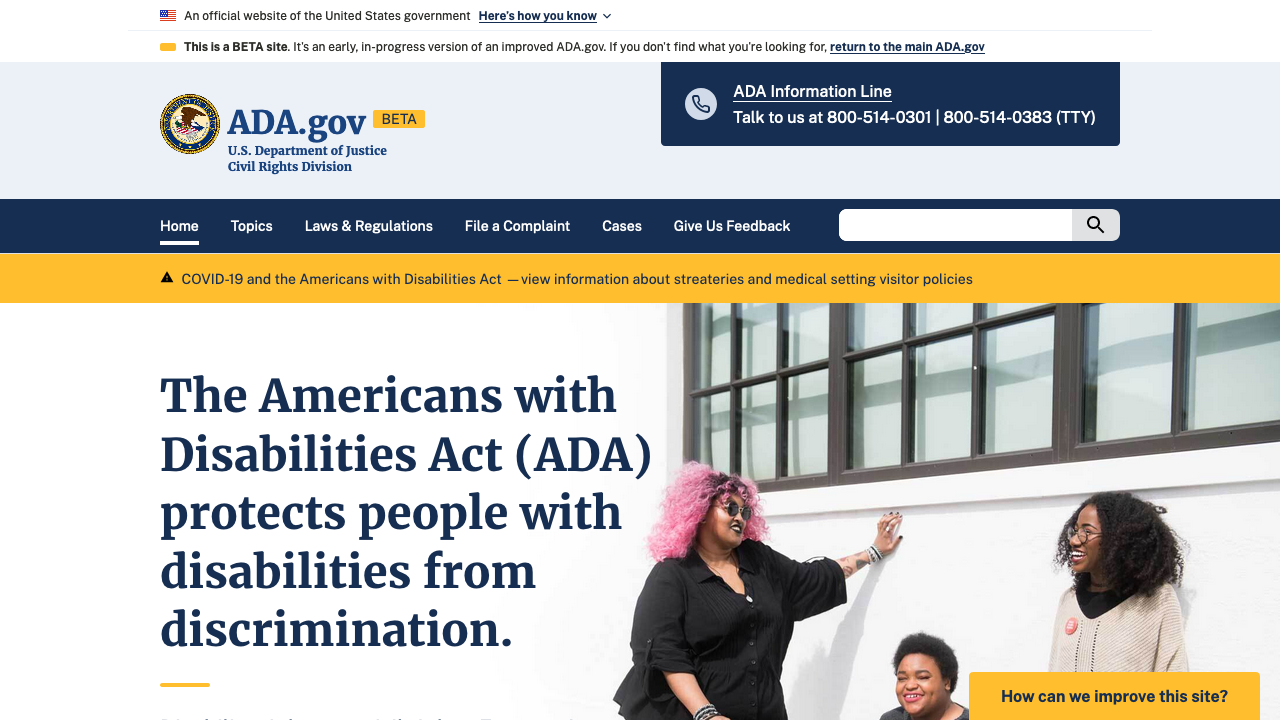 An official website of the United States government Here's how you know
This is a BETA site. It's an early, in-progress version of an improved ADA.gov. If you don't find what you're looking for, return to the main ADA.gov
ADA.gov BETA
U.S. Department of Justice
Civil Rights Division
ADA Information Line
Talk to us at 800-514-0301 | 800-514-0383 (TTY)
Home Topics Laws & Regulations File a Complaint Cases Give Us Feedback
COVID-19 and the Americans with Disabilities Act — view information about streateries and medical setting visitor policies
The Americans with
Disabilities Act (ADA)
protects people with
disabilities from
discrimination.
How can we improve this site?